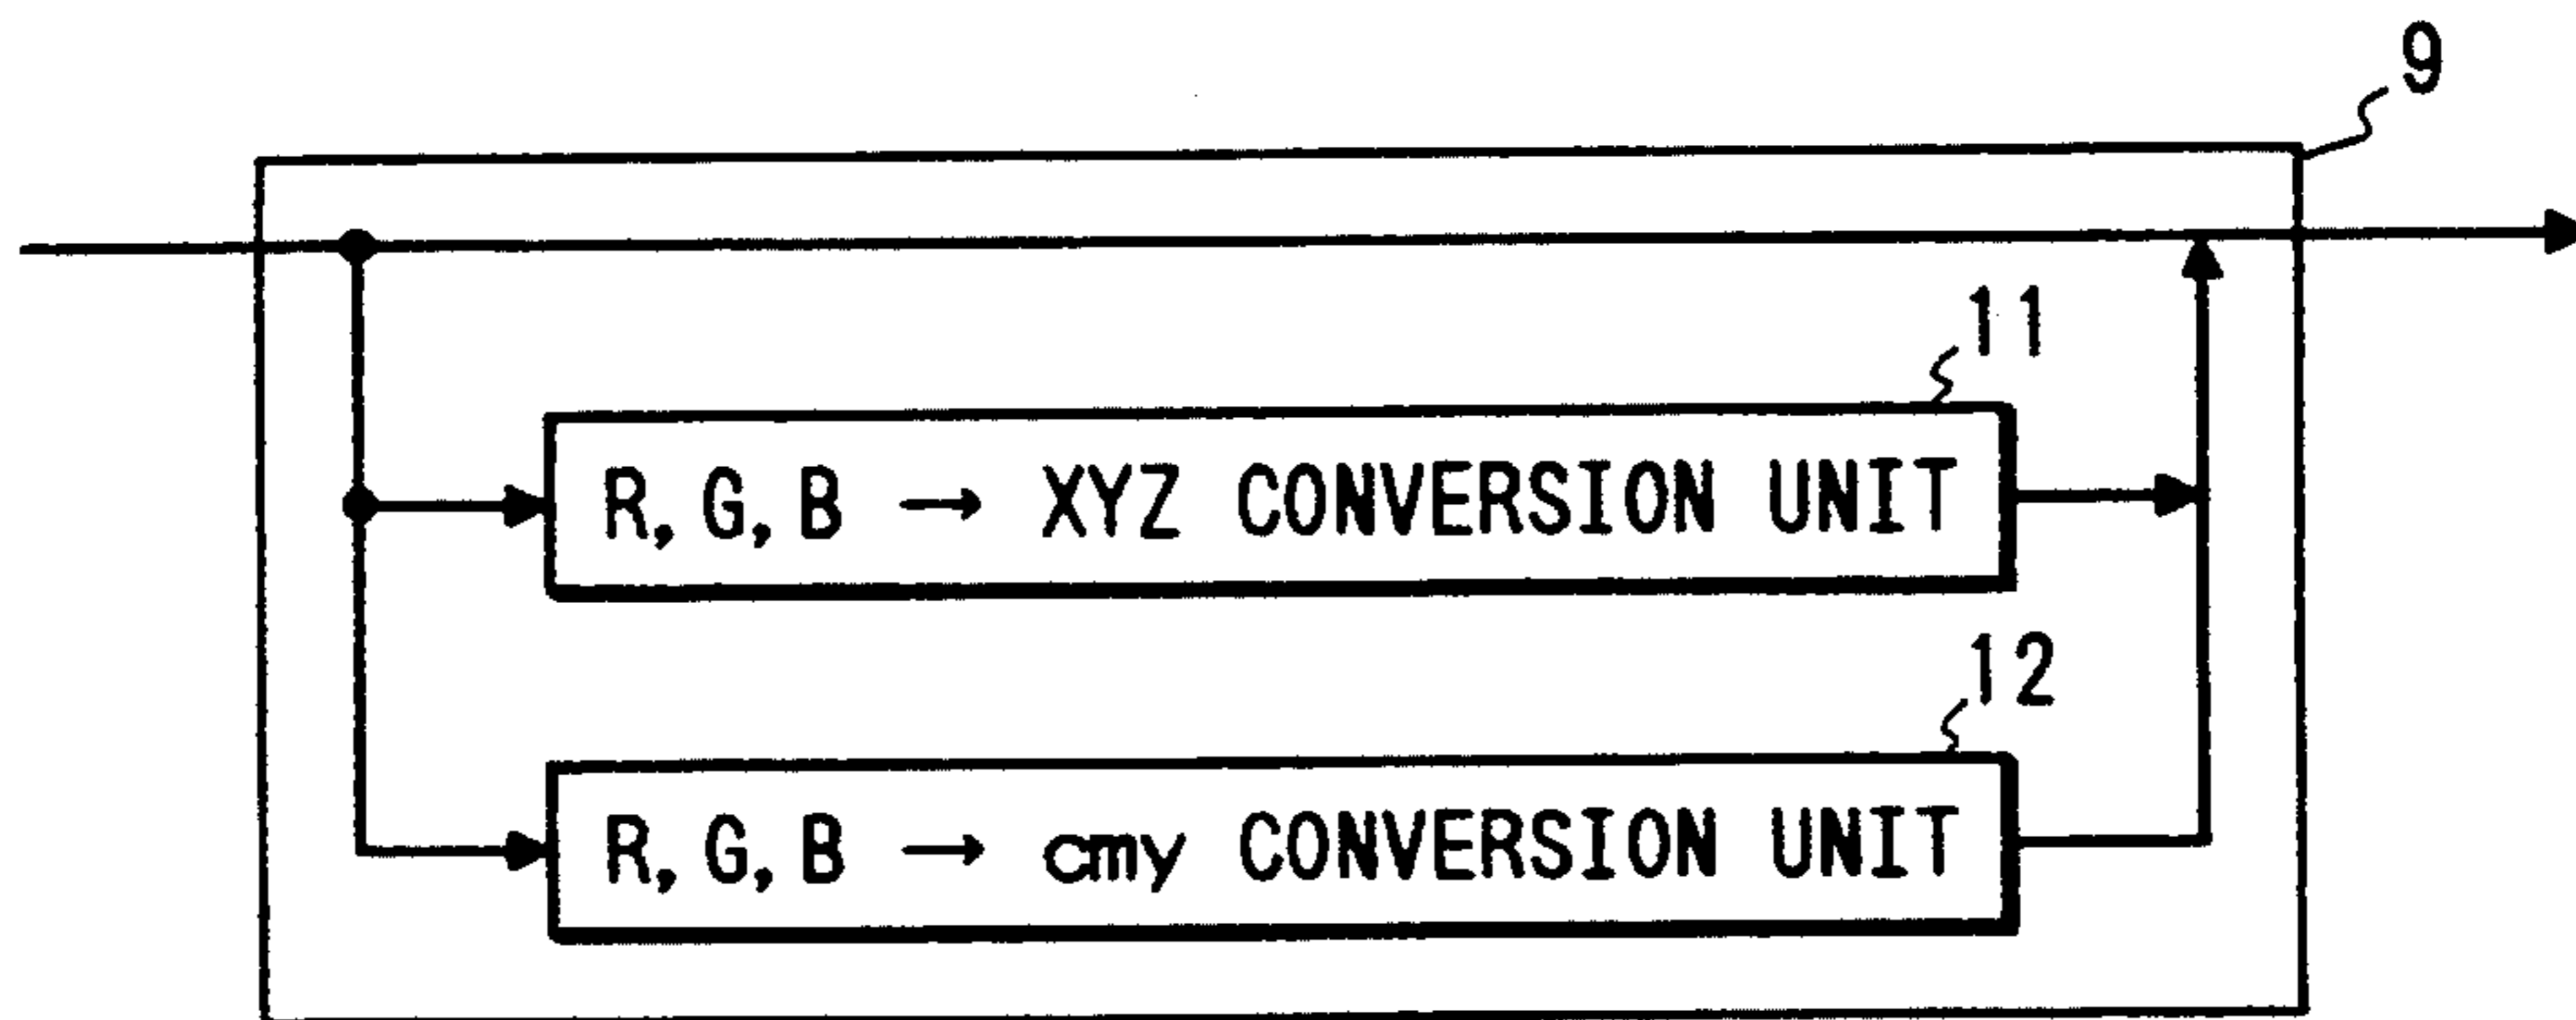 9
11
R, G, B → XYZ CONVERSION UNIT
12
R, G, B → cmy CONVERSION UNIT